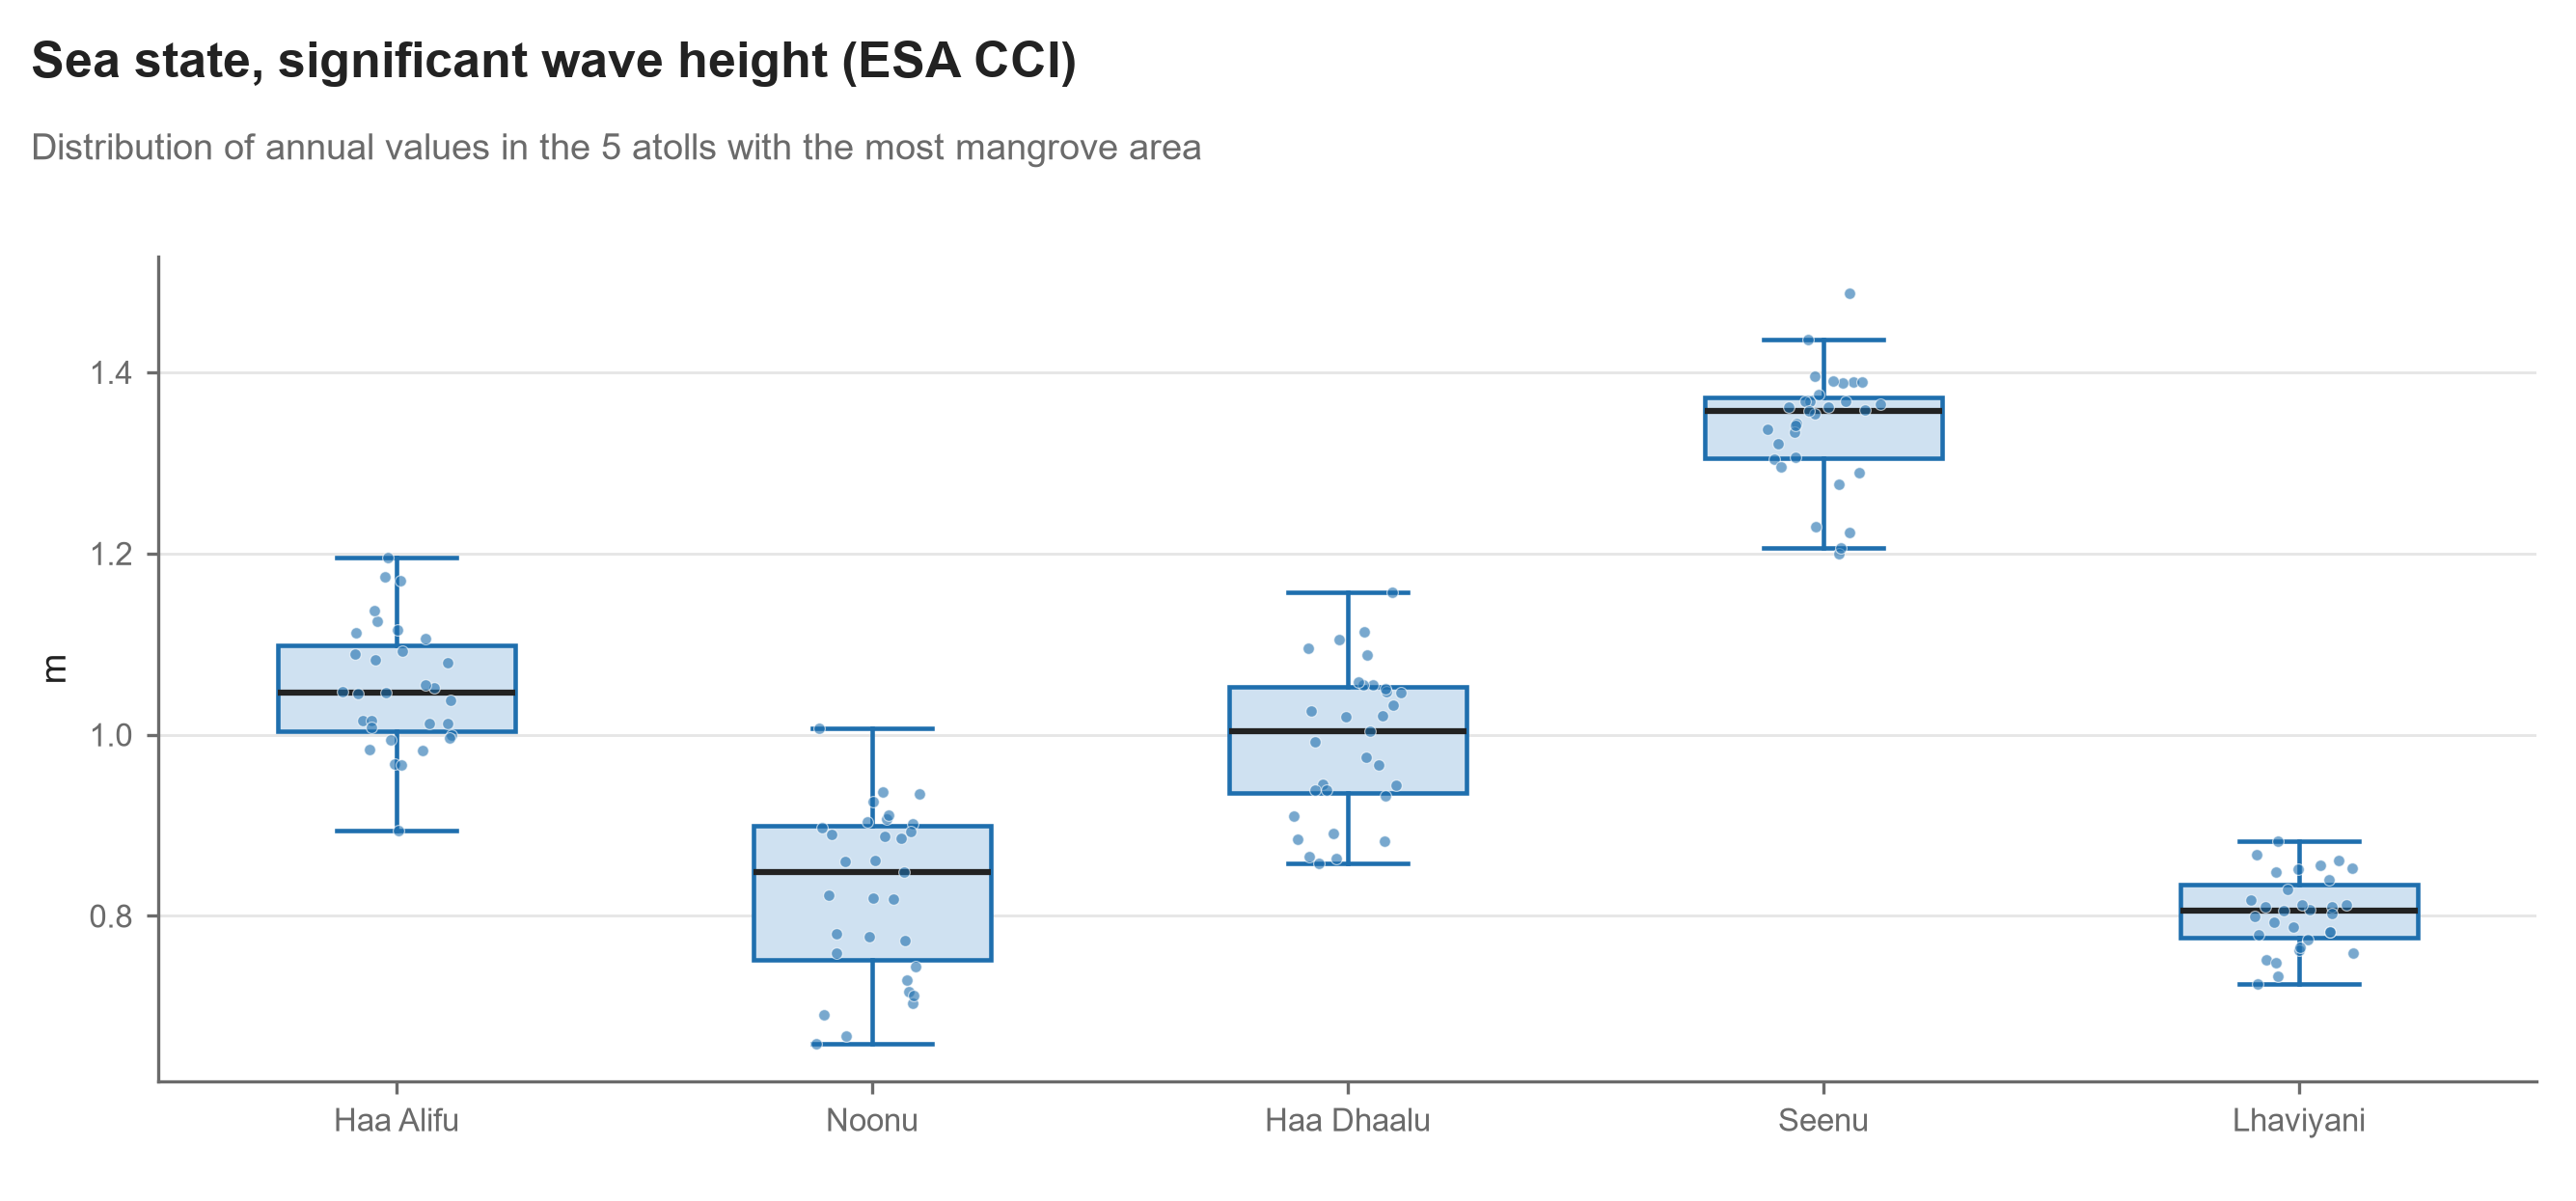 Sea state, significant wave height (ESA CCI)
Distribution of annual values in the 5 atolls with the most mangrove area
m
1.4
1.2
1.0
0.8
Haa Alifu
Noonu
Haa Dhaalu
Seenu
Lhaviyani